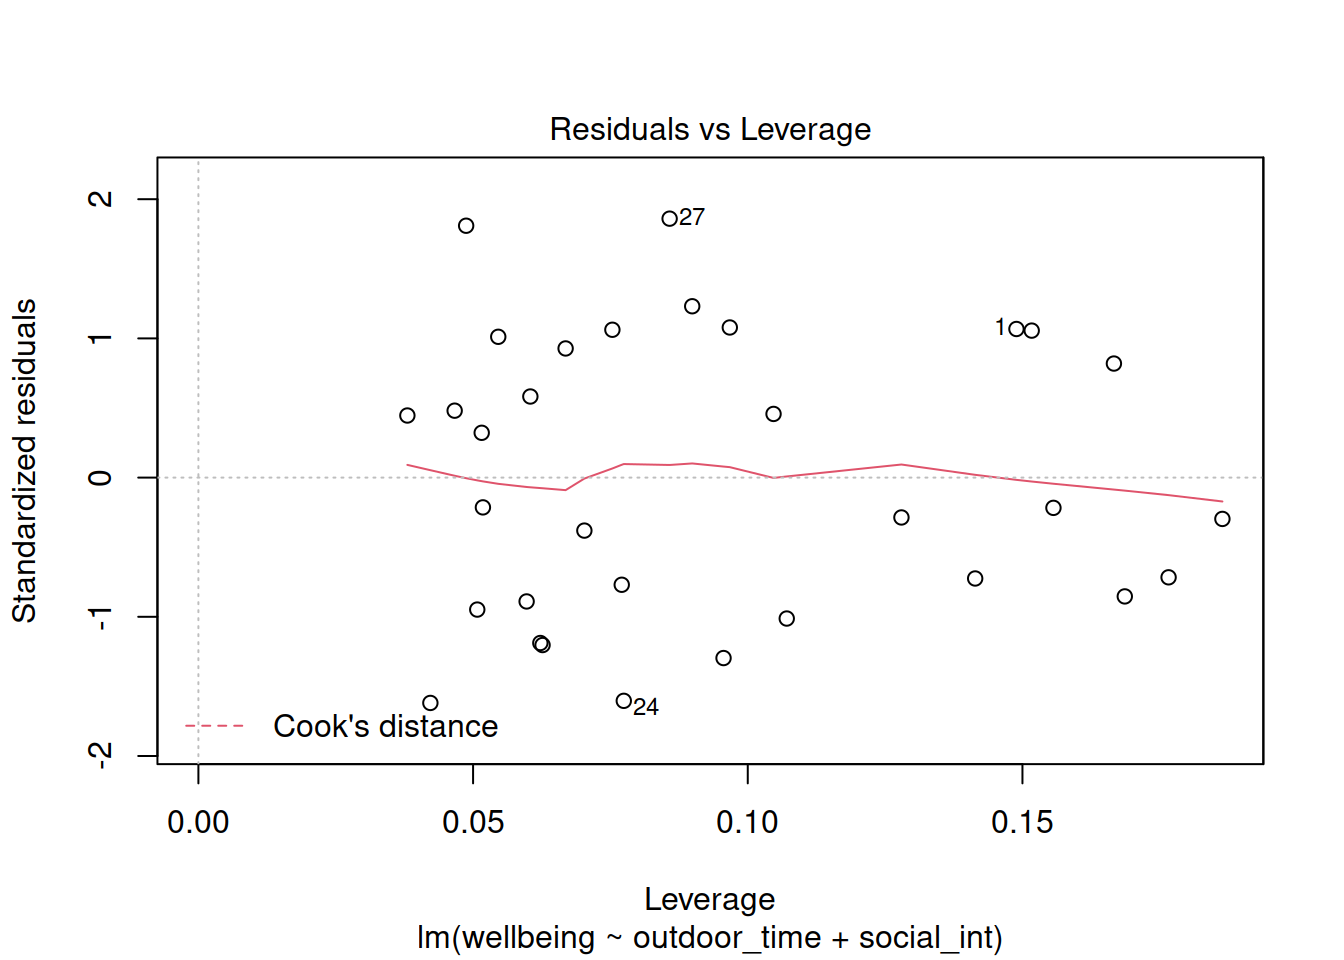 Residuals vs Leverage
Standardized residuals
2
1
0
-1
-2
27
1
24
Cook's distance
0.00 0.05 0.10 0.15
Leverage
lm(wellbeing ~ outdoor_time + social_int)